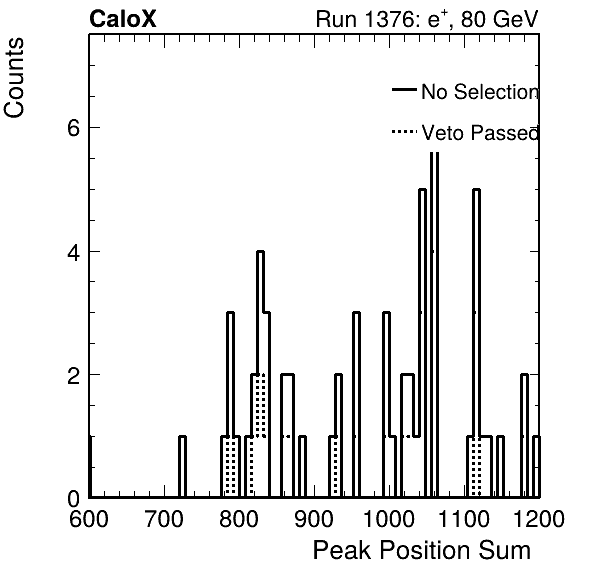 CaloX Run 1376: e⁺, 80 GeV
Counts
No Selection
Veto Passed
6
4
2
0
600 700 800 900 1000 1100 1200
Peak Position Sum